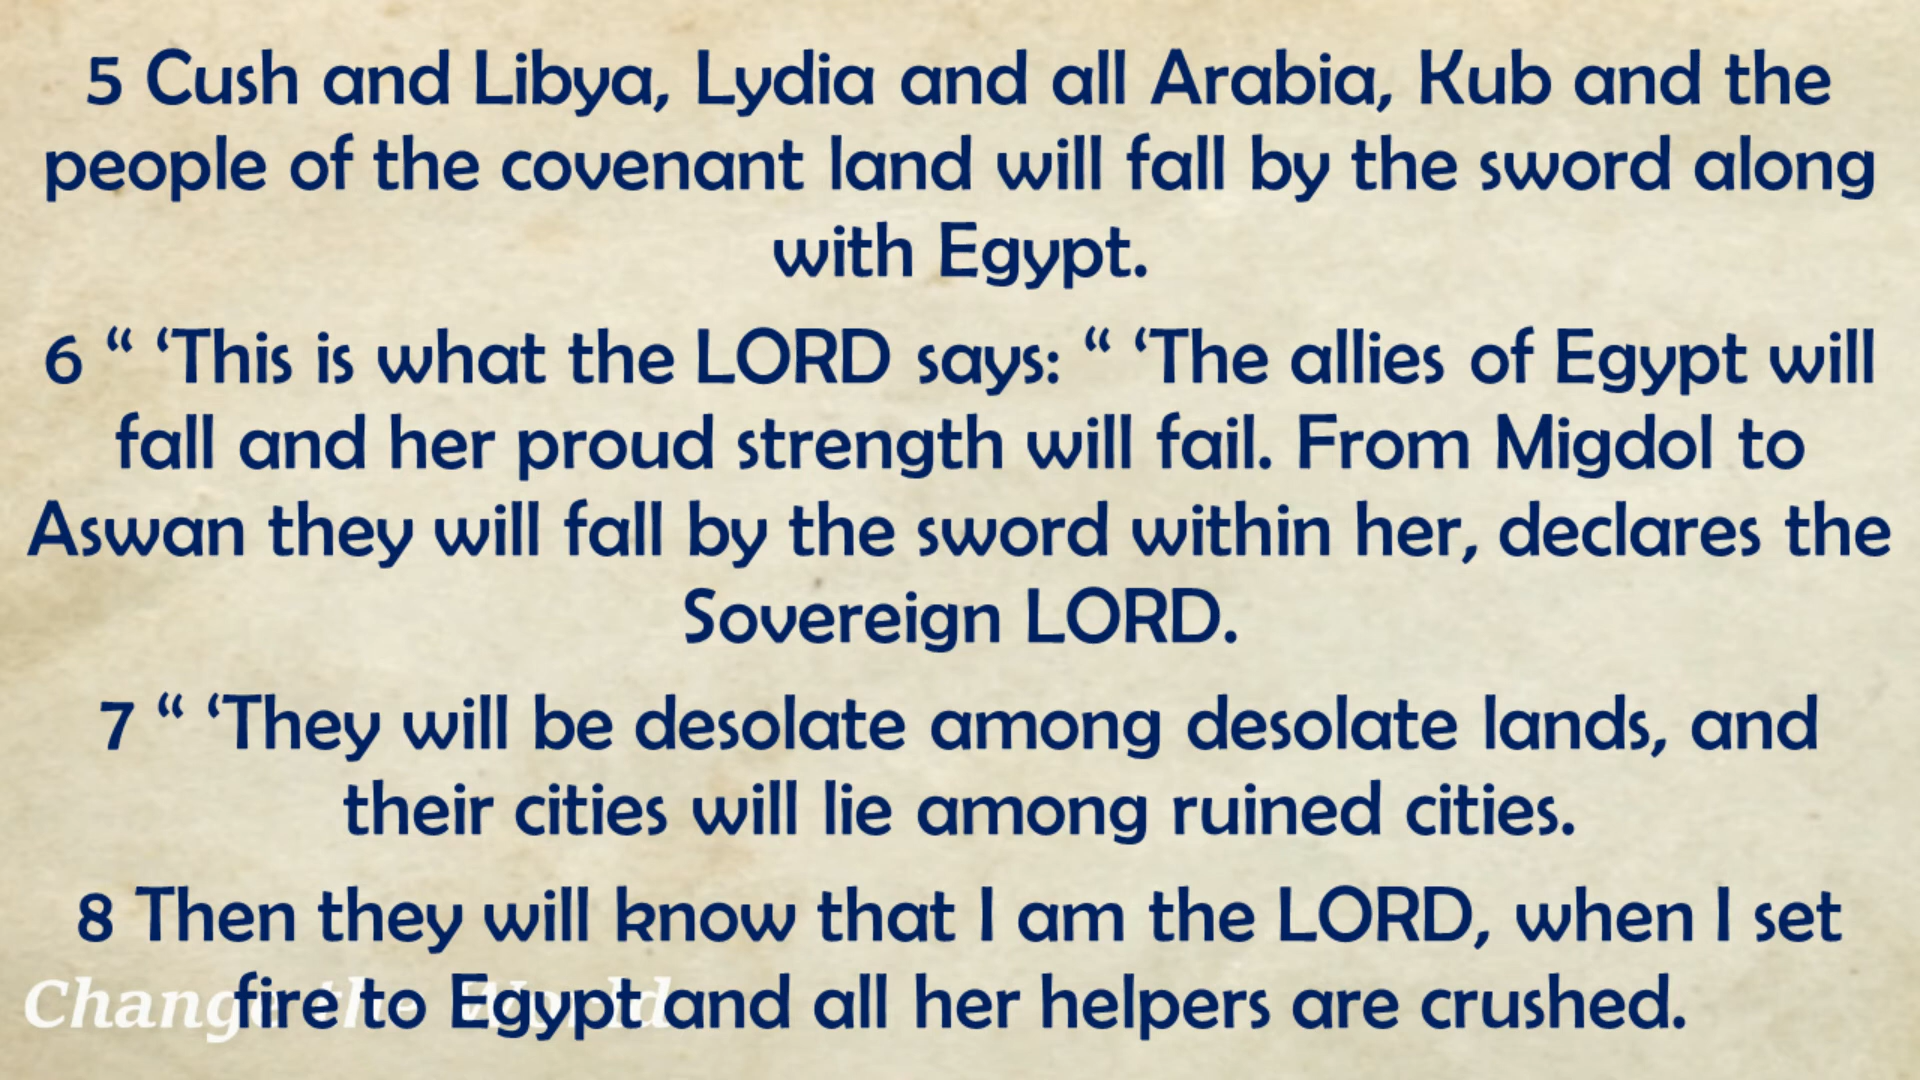 5 Cush and Libya, Lydia and all Arabia, Kub and the
people of the covenant land will fall by the sword along
with Egypt.
6 “ ‘This is what the LORD says: “ ‘The allies of Egypt will
fall and her proud strength will fail. From Migdol to
Aswan they will fall by the sword within her, declares the
Sovereign LORD.
7 “ ‘They will be desolate among desolate lands, and
their cities will lie among ruined cities.
8 Then they will know that I am the LORD, when I set
fire to Egypt and all her helpers are crushed.
Change the World